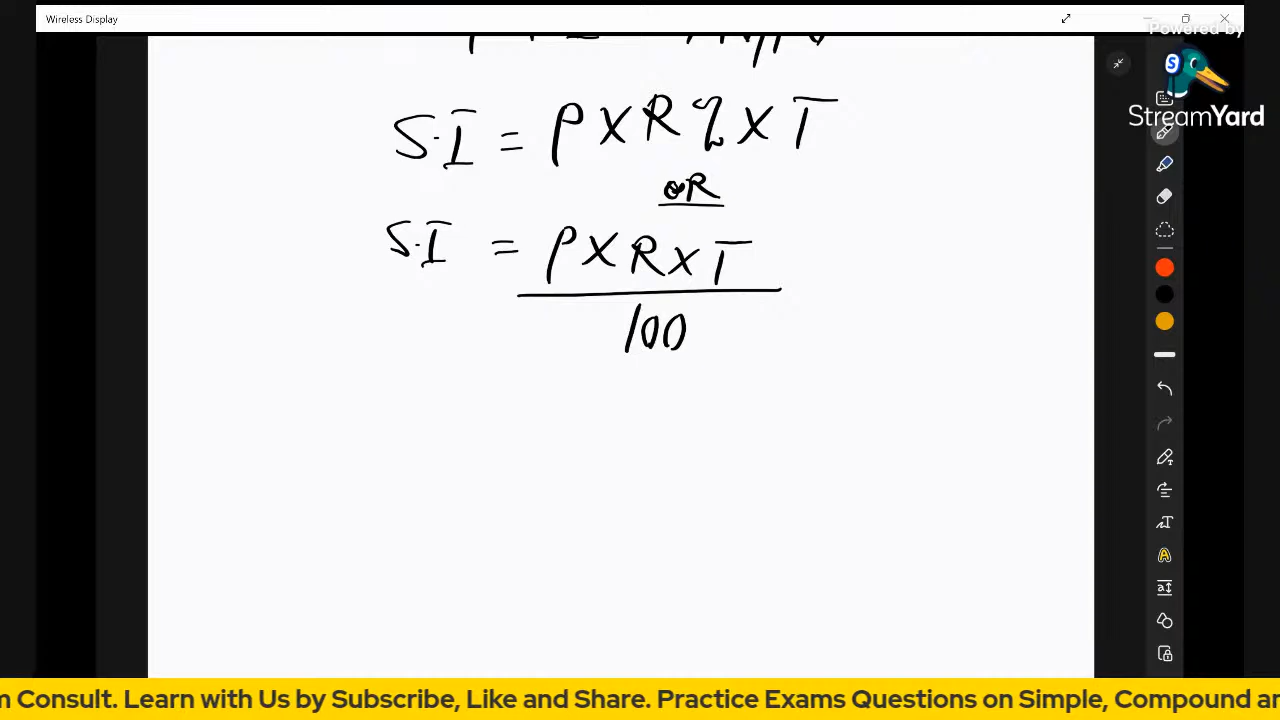 Wireless Display
Powered by
StreamYard
S.I = P X R % X T
OR
S.I = P X R X T
100
m Consult. Learn with Us by Subscribe, Like and Share. Practice Exams Questions on Simple, Compound an